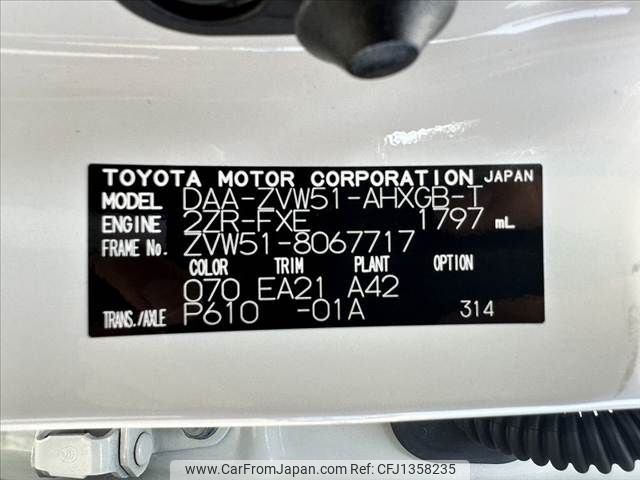 TOYOTA MOTOR CORPORATION JAPAN
MODEL DAA-ZVW51-AHXGB-T
ENGINE 2ZR-FXE 1797 mL
FRAME No. ZVW51-8067717
COLOR TRIM PLANT OPTION
070 EA21 A42
TRANS./AXLE P610 -01A 314
www.CarFromJapan.com | © CFJ1358235